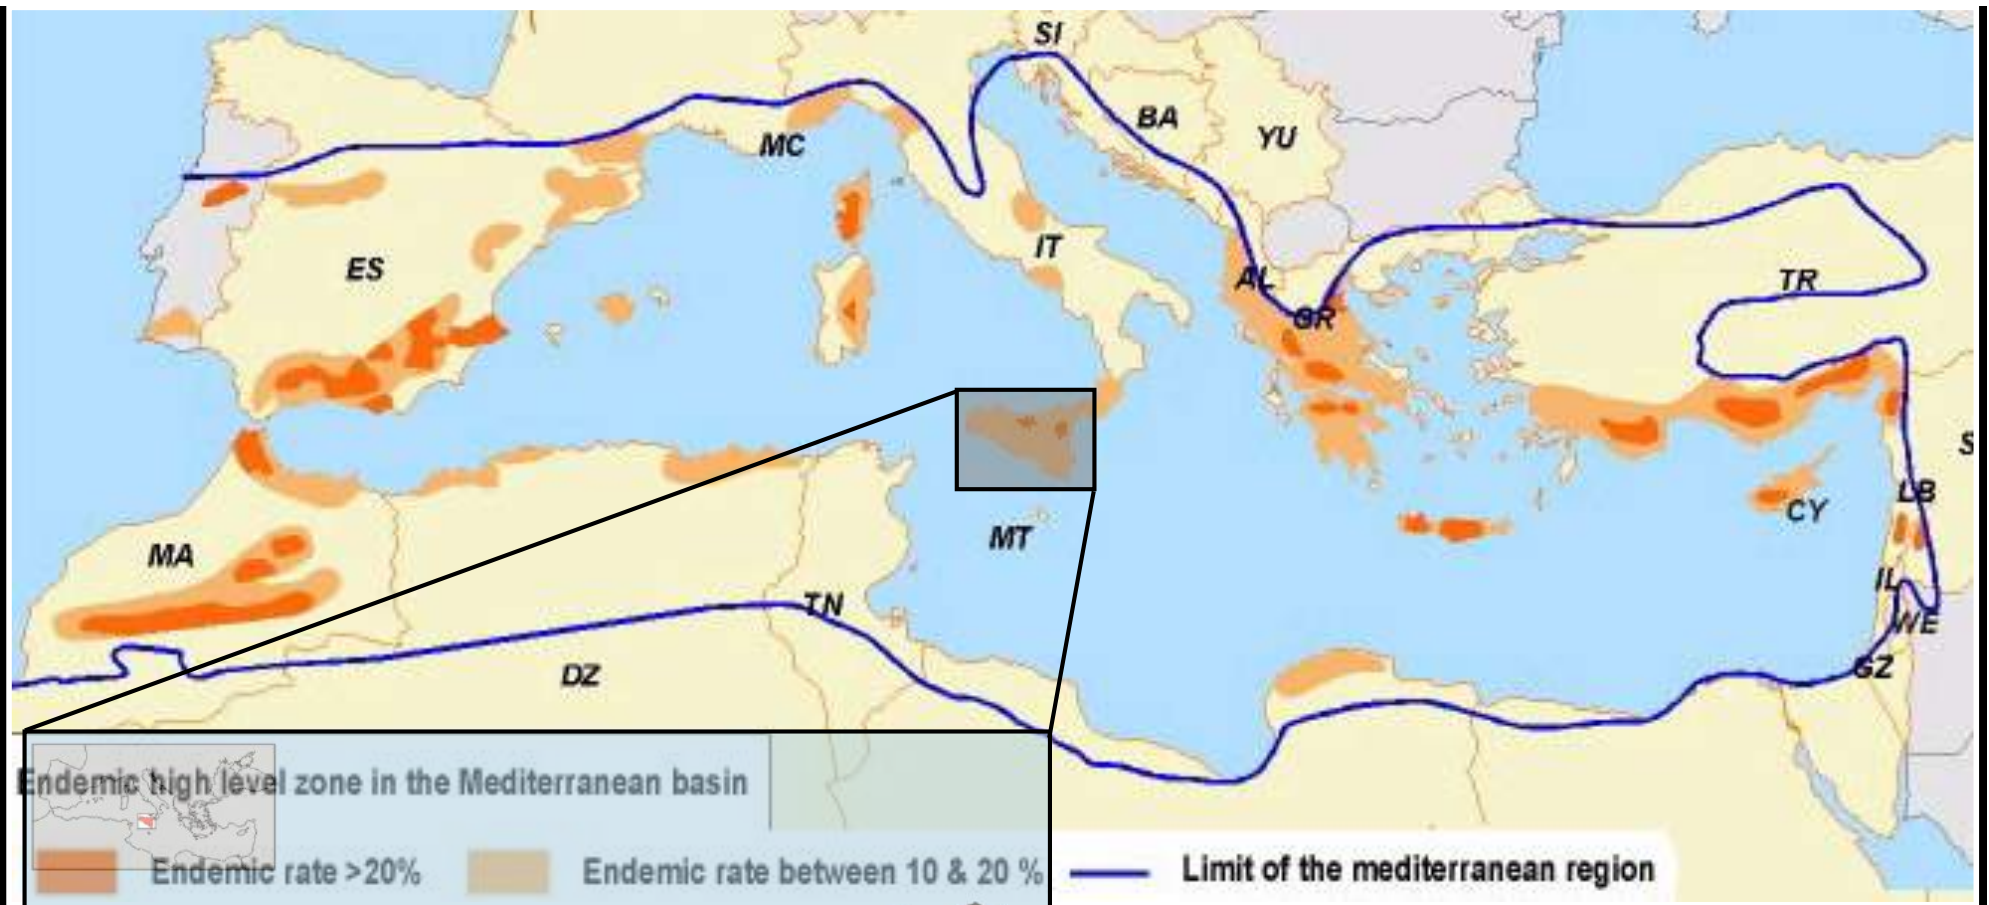 SI
BA
YU
MC
ES
IT
AL
GR
TR
S
LB
CY
MT
MA
IL
WE
TN
DZ
GZ
Endemic high level zone in the Mediterranean basin
Endemic rate >20%
Endemic rate between 10 & 20 %
Limit of the mediterranean region